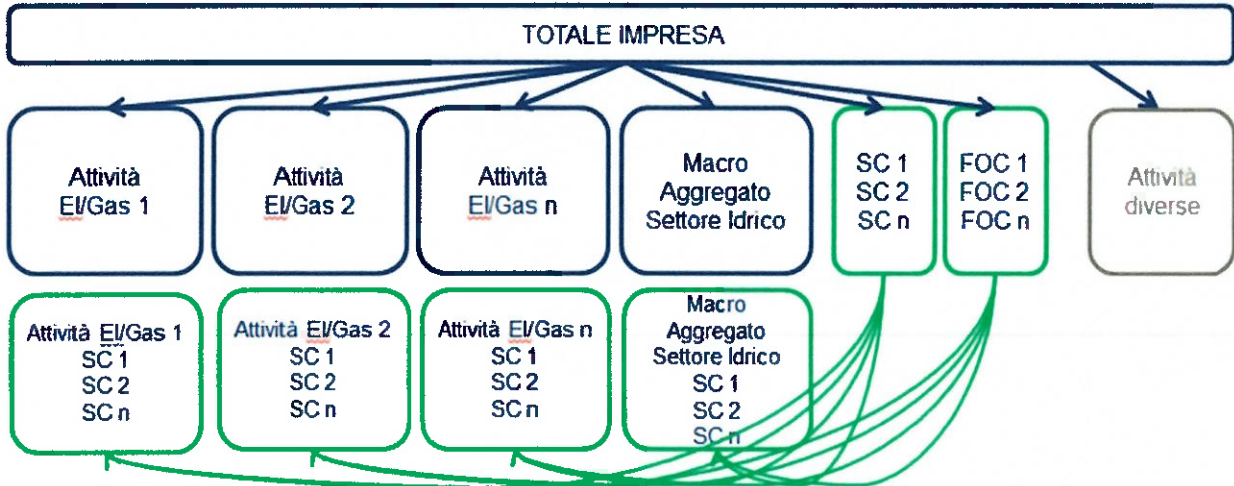 TOTALE IMPRESA
Attività
El/Gas 1
Attività
El/Gas 2
Attività
El/Gas n
Macro
Aggregato
Settore Idrico
SC 1
SC 2
SC n
FOC 1
FOC 2
FOC n
Attività
diverse
Attività El/Gas 1
SC 1
SC 2
SC n
Attività El/Gas 2
SC 1
SC 2
SC n
Attività El/Gas n
SC 1
SC 2
SC n
Macro
Aggregato
Settore Idrico
SC 1
SC 2
SC n